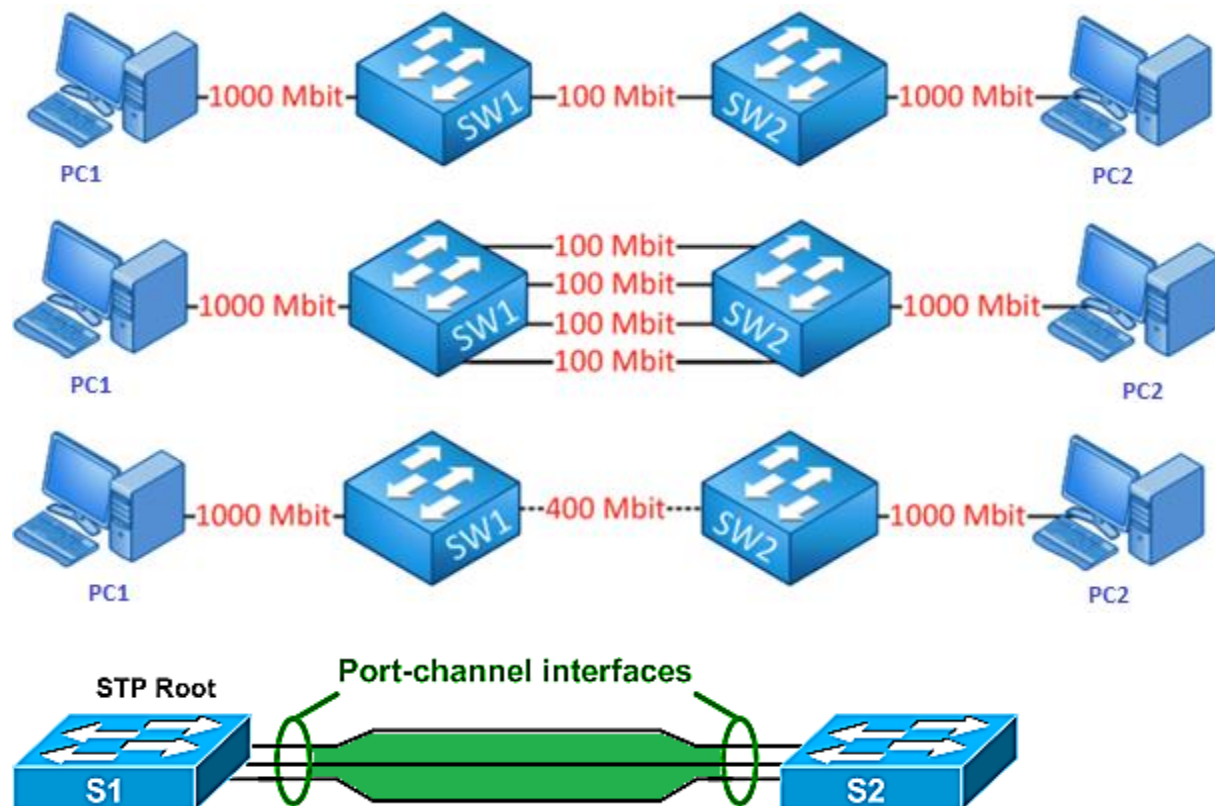 1000 Mbit SW1 100 Mbit SW2 1000 Mbit
PC1 PC2
100 Mbit
100 Mbit
1000 Mbit SW1 SW2 1000 Mbit
100 Mbit
100 Mbit
PC1 PC2
1000 Mbit SW1 400 Mbit SW2 1000 Mbit
PC1 PC2
Port-channel interfaces
STP Root
S1 S2